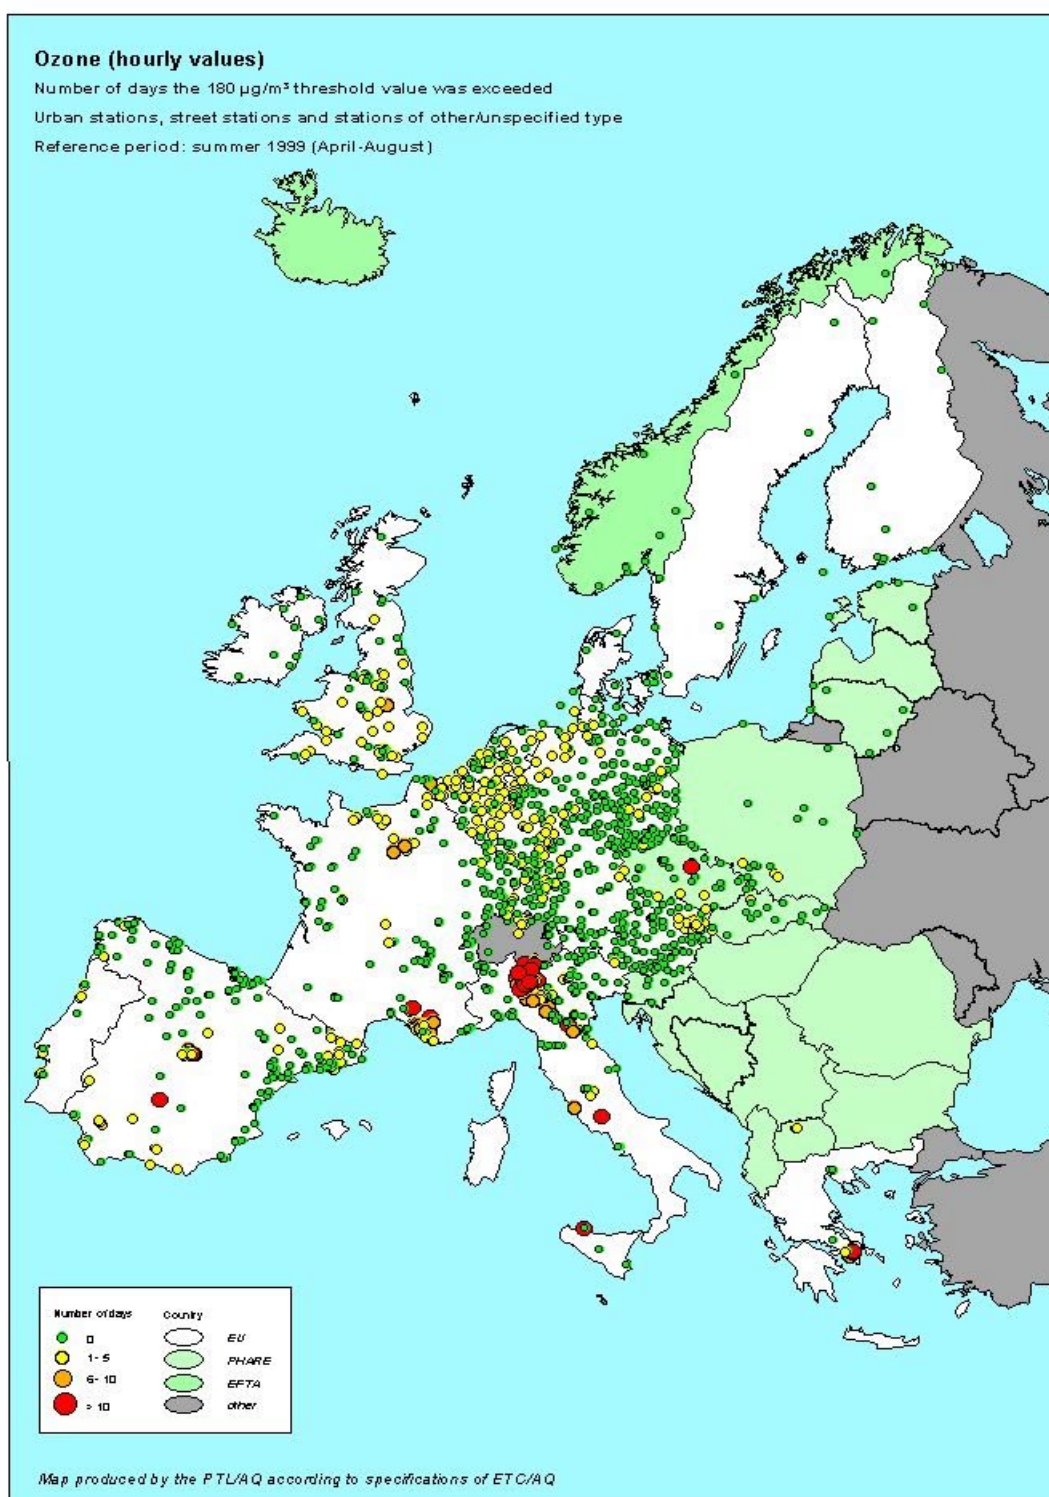 Ozone (hourly values)
Number of days the 180 µg/m³ threshold value was exceeded
Urban stations, street stations and stations of other/unspecified type
Reference period: summer 1999 (April-August)
Number of days
Country
0
EU
1- 5
PHARE
6- 10
EFTA
> 10
other
Map produced by the PTL/AQ according to specifications of ETC/AQ